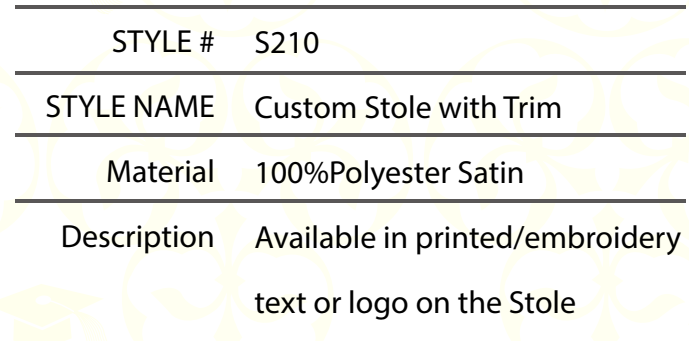 STYLE # S210
STYLE NAME Custom Stole with Trim
Material 100%Polyester Satin
Description Available in printed/embroidery
text or logo on the Stole